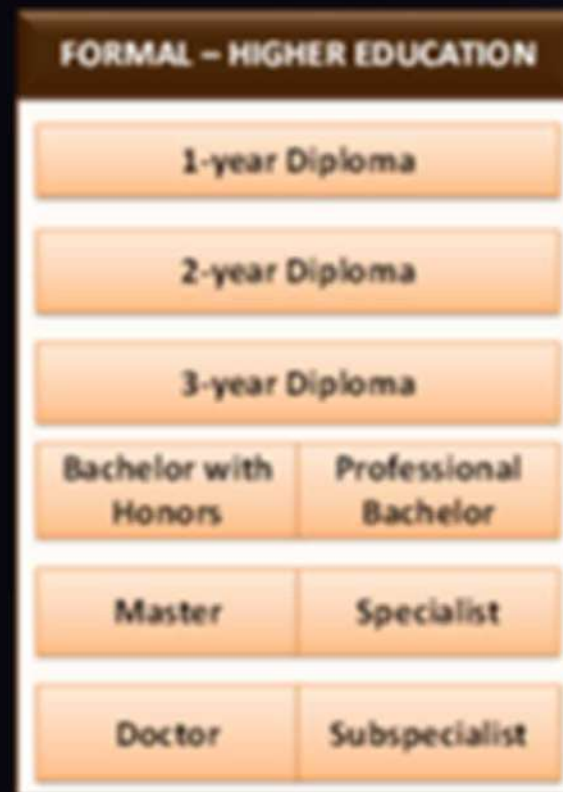 FORMAL – HIGHER EDUCATION
1-year Diploma
2-year Diploma
3-year Diploma
Bachelor with
Honors
Professional
Bachelor
Master
Specialist
Doctor
Subspecialist